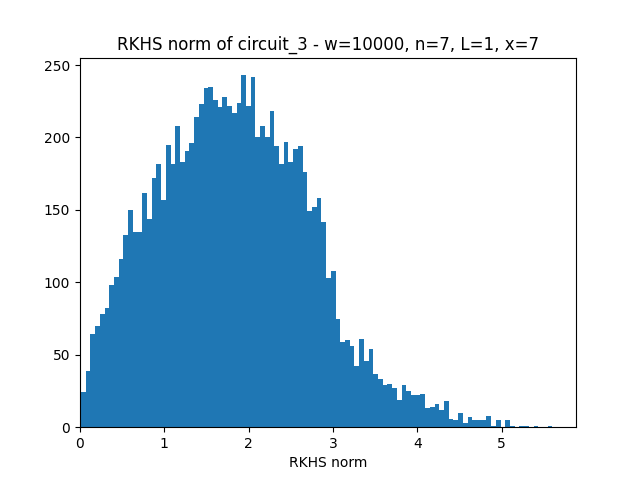 RKHS norm of circuit_3 - w=10000, n=7, L=1, x=7
250
200
150
100
50
0
0 1 2 3 4 5
RKHS norm